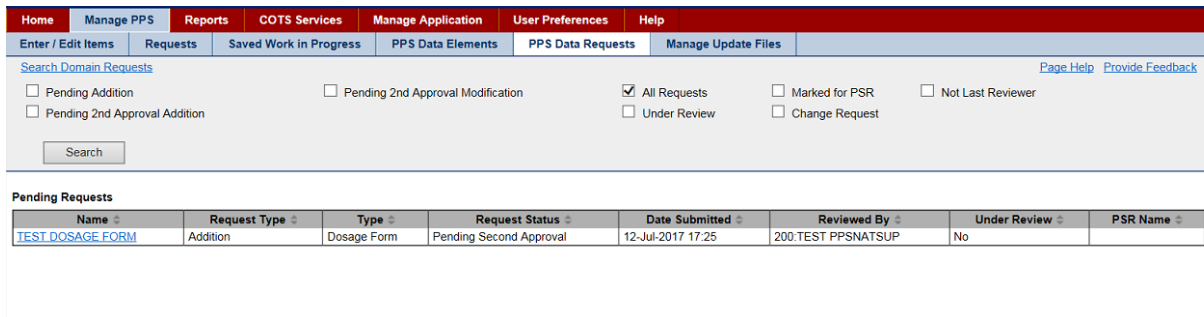 Home Manage PPS Reports COTS Services Manage Application User Preferences Help
Enter / Edit Items Requests Saved Work in Progress PPS Data Elements PPS Data Requests Manage Update Files
Search Domain Requests Page Help Provide Feedback
Pending Addition Pending 2nd Approval Modification All Requests Marked for PSR Not Last Reviewer
Pending 2nd Approval Addition Under Review Change Request
Search
Pending Requests
Name Request Type Type Request Status Date Submitted Reviewed By Under Review PSR Name
TEST DOSAGE FORM Addition Dosage Form Pending Second Approval 12-Jul-2017 17:25 200:TEST PPSNATSUP No